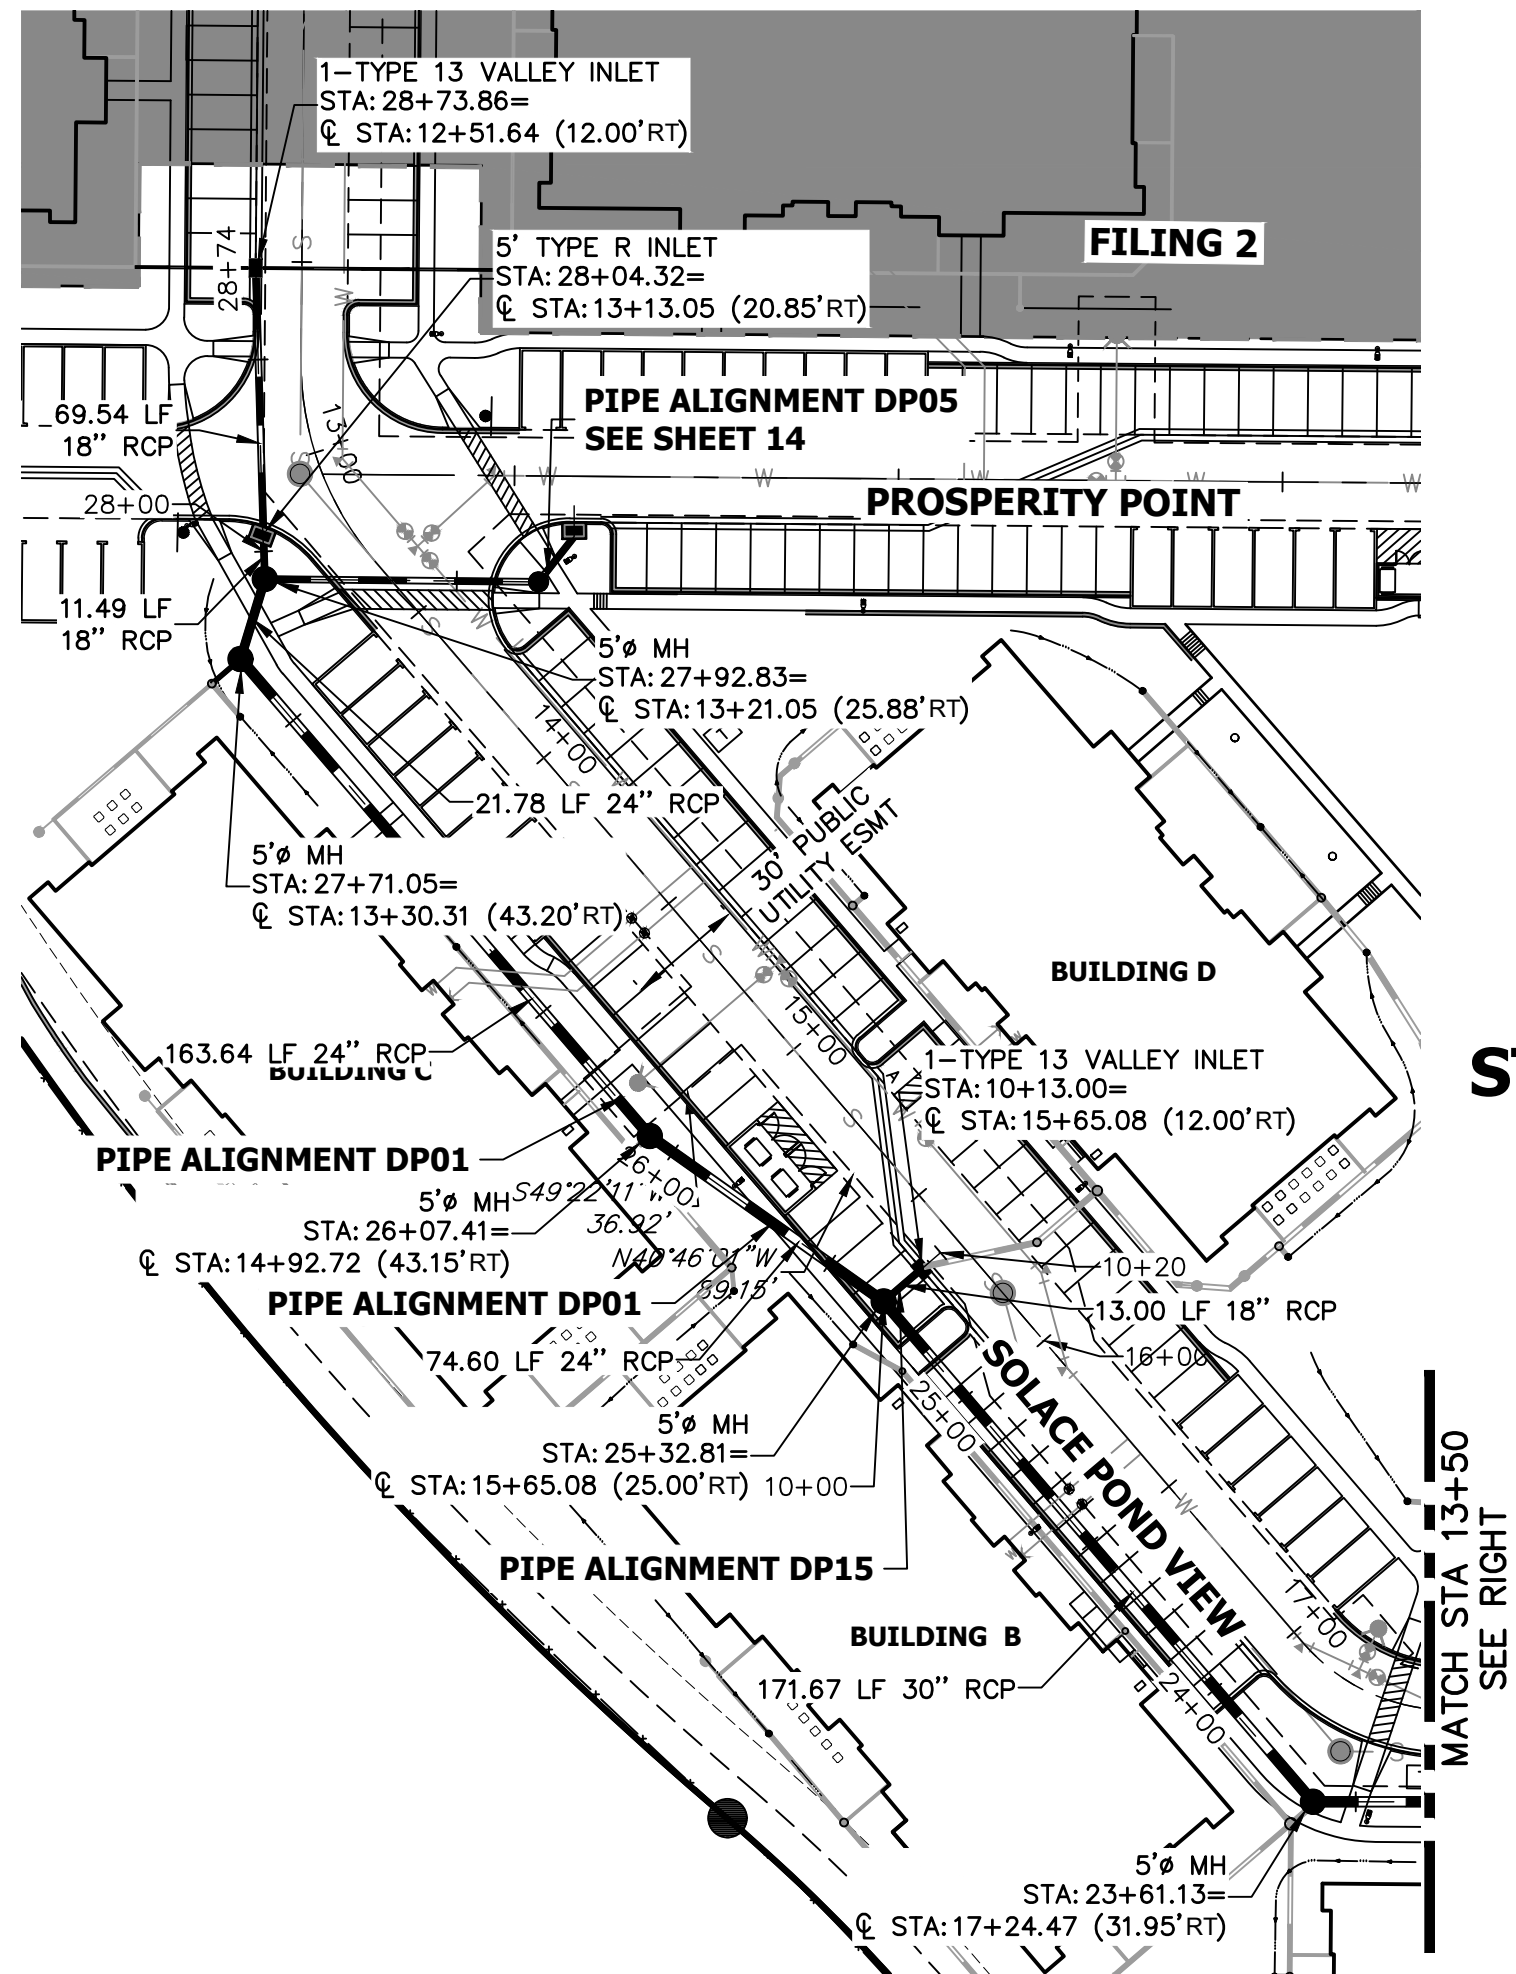 1-TYPE 13 VALLEY INLET
STA: 28+73.86=
℄ STA: 12+51.64 (12.00'RT)
28+74
5' TYPE R INLET
STA: 28+04.32=
℄ STA: 13+13.05 (20.85'RT)
FILING 2
69.54 LF
18" RCP
13+00
PIPE ALIGNMENT DP05
SEE SHEET 14
28+00
PROSPERITY POINT
11.49 LF
18" RCP
5'ø MH
STA: 27+92.83=
℄ STA: 13+21.05 (25.88'RT)
14+00
21.78 LF 24" RCP
30' PUBLIC
UTILITY ESMT
5'ø MH
STA: 27+71.05=
℄ STA: 13+30.31 (43.20'RT)
BUILDING D
15+00
163.64 LF 24" RCP
BUILDING C
1-TYPE 13 VALLEY INLET
STA: 10+13.00=
℄ STA: 15+65.08 (12.00'RT)
PIPE ALIGNMENT DP01
26+00
5'ø MH
STA: 26+07.41=
℄ STA: 14+92.72 (43.15'RT)
S49°22'11"
36.92'
N40°46'01"W
89.15'
10+20
PIPE ALIGNMENT DP01
13.00 LF 18" RCP
74.60 LF 24" RCP
16+00
SOLACE POND VIEW
25+00
5'ø MH
STA: 25+32.81=
℄ STA: 15+65.08 (25.00'RT)
10+00
PIPE ALIGNMENT DP15
MATCH STA 13+50
SEE RIGHT
17+00
BUILDING B
171.67 LF 30" RCP
24+00
5'ø MH
STA: 23+61.13=
℄ STA: 17+24.47 (31.95'RT)